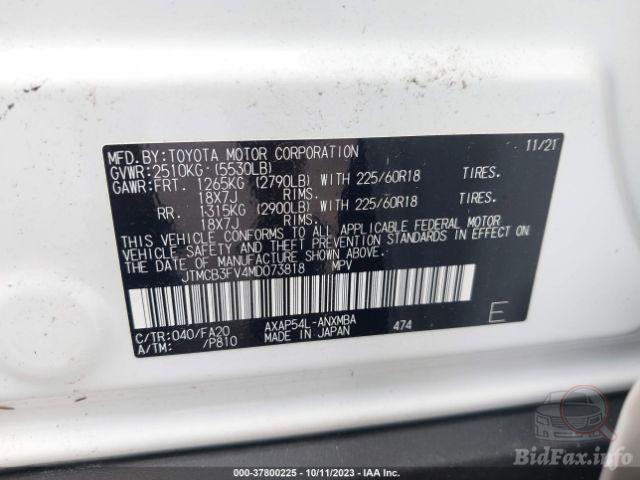 MFD. BY: TOYOTA MOTOR CORPORATION 11/21
GVWR: 2510KG (5530LB)
GAWR: FRT. 1265KG (2790LB) WITH 225/60R18 TIRES.
18X7J RIMS.
RR. 1315KG (2900LB) WITH 225/60R18 TIRES.
18X7J RIMS.
THIS VEHICLE CONFORMS TO ALL APPLICABLE FEDERAL MOTOR
VEHICLE SAFETY AND THEFT PREVENTION STANDARDS IN EFFECT ON
THE DATE OF MANUFACTURE SHOWN ABOVE.
JTMCB3FV4MD073818 MPV
C/TR: 040/FA20 AXAP54L-ANXMBA 474 E
A/TM: /P810 MADE IN JAPAN
000-37800225 - 10/11/2023 - IAA Inc.
BidFax.info